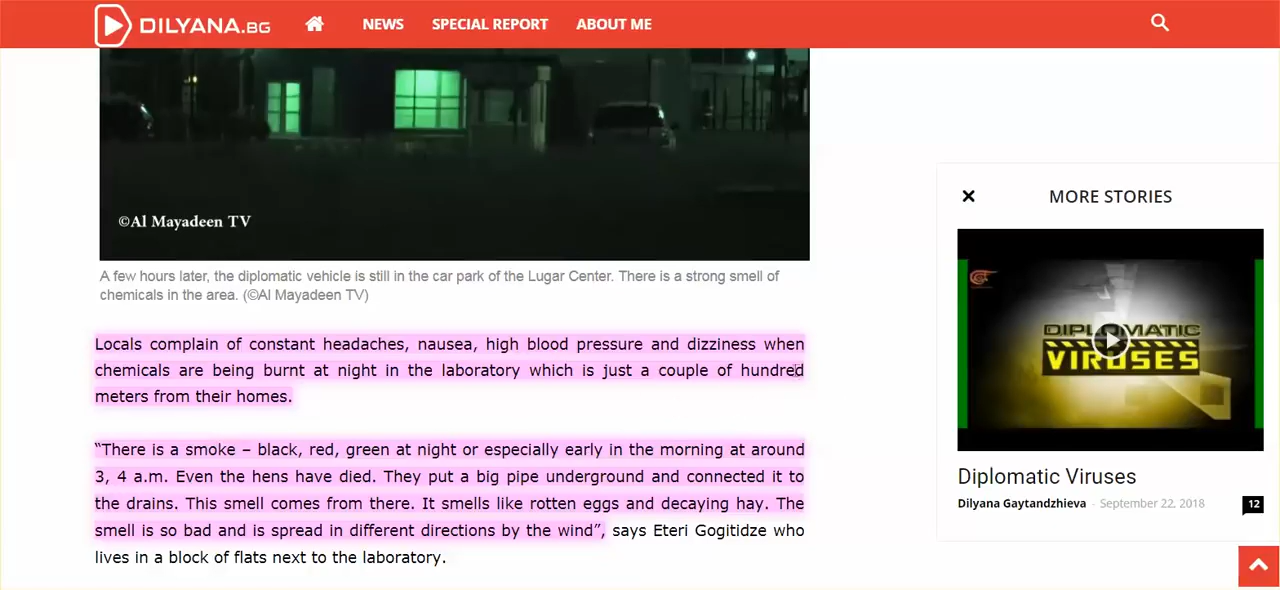 DILYANA.BG
NEWS
SPECIAL REPORT
ABOUT ME
©Al Mayadeen TV
A few hours later, the diplomatic vehicle is still in the car park of the Lugar Center. There is a strong smell of
chemicals in the area. (©Al Mayadeen TV)
Locals complain of constant headaches, nausea, high blood pressure and dizziness when
chemicals are being burnt at night in the laboratory which is just a couple of hundred
meters from their homes.
“There is a smoke – black, red, green at night or especially early in the morning at around
3, 4 a.m. Even the hens have died. They put a big pipe underground and connected it to
the drains. This smell comes from there. It smells like rotten eggs and decaying hay. The
smell is so bad and is spread in different directions by the wind”, says Eteri Gogitidze who
lives in a block of flats next to the laboratory.
MORE STORIES
DIPLOMATIC
VIRUSES
Diplomatic Viruses
Dilyana Gaytandzhieva - September 22, 2018
12